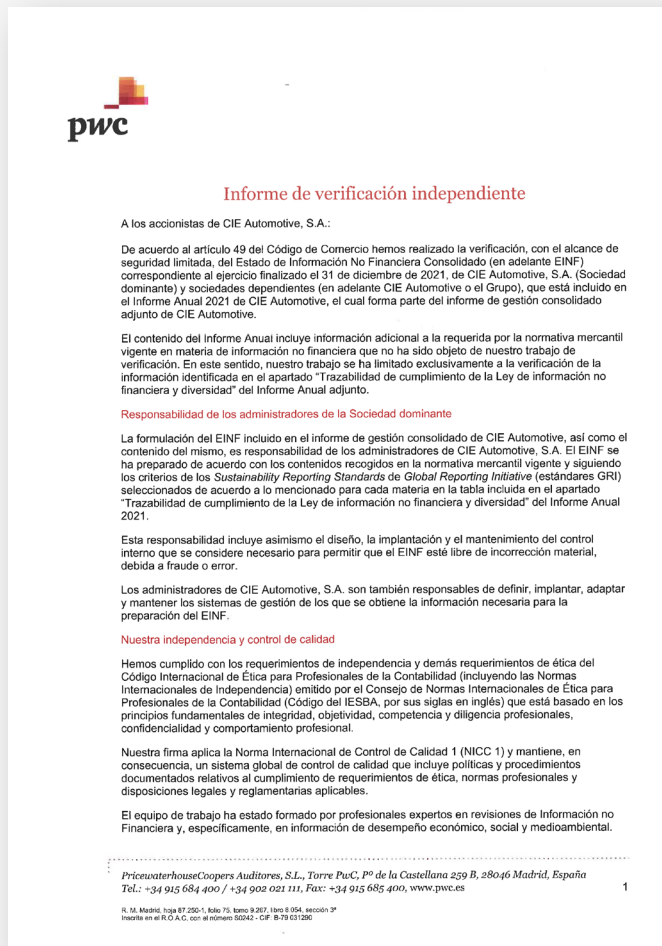 pwc
Informe de verificación independiente
A los accionistas de CIE Automotive, S.A.:
De acuerdo al artículo 49 del Código de Comercio hemos realizado la verificación, con el alcance de
seguridad limitada, del Estado de Información No Financiera Consolidado (en adelante EINF)
correspondiente al ejercicio finalizado el 31 de diciembre de 2021, de CIE Automotive, S.A. (Sociedad
dominante) y sociedades dependientes (en adelante CIE Automotive o el Grupo), que está incluido en
el Informe Anual 2021 de CIE Automotive, el cual forma parte del informe de gestión consolidado
adjunto de CIE Automotive.
El contenido del Informe Anual incluye información adicional a la requerida por la normativa mercantil
vigente en materia de información no financiera que no ha sido objeto de nuestro trabajo de
verificación. En este sentido, nuestro trabajo se ha limitado exclusivamente a la verificación de la
información identificada en el apartado “Trazabilidad de cumplimiento de la Ley de información no
financiera y diversidad” del Informe Anual adjunto.
Responsabilidad de los administradores de la Sociedad dominante
La formulación del EINF incluido en el informe de gestión consolidado de CIE Automotive, así como el
contenido del mismo, es responsabilidad de los administradores de CIE Automotive, S.A. El EINF se
ha preparado de acuerdo con los contenidos recogidos en la normativa mercantil vigente y siguiendo
los criterios de los Sustainability Reporting Standards de Global Reporting Initiative (estándares GRI)
seleccionados de acuerdo a lo mencionado para cada materia en la tabla incluida en el apartado
“Trazabilidad de cumplimiento de la Ley de información no financiera y diversidad” del Informe Anual
2021.
Esta responsabilidad incluye asimismo el diseño, la implantación y el mantenimiento del control
interno que se considere necesario para permitir que el EINF esté libre de incorrección material,
debida a fraude o error.
Los administradores de CIE Automotive, S.A. son también responsables de definir, implantar, adaptar
y mantener los sistemas de gestión de los que se obtiene la información necesaria para la
preparación del EINF.
Nuestra independencia y control de calidad
Hemos cumplido con los requerimientos de independencia y demás requerimientos de ética del
Código Internacional de Ética para Profesionales de la Contabilidad (incluyendo las Normas
Internacionales de Independencia) emitido por el Consejo de Normas Internacionales de Ética para
Profesionales de la Contabilidad (Código del IESBA, por sus siglas en inglés) que está basado en los
principios fundamentales de integridad, objetividad, competencia y diligencia profesionales,
confidencialidad y comportamiento profesional.
Nuestra firma aplica la Norma Internacional de Control de Calidad 1 (NICC 1) y mantiene, en
consecuencia, un sistema global de control de calidad que incluye políticas y procedimientos
documentados relativos al cumplimiento de requerimientos de ética, normas profesionales y
disposiciones legales y reglamentarias aplicables.
El equipo de trabajo ha estado formado por profesionales expertos en revisiones de Información no
Financiera y, específicamente, en información de desempeño económico, social y medioambiental.
PricewaterhouseCoopers Auditores, S.L., Torre PwC, Pº de la Castellana 259 B, 28046 Madrid, España
Tel.: +34 915 684 400 / +34 902 021 111, Fax: +34 915 685 400, www.pwc.es
1
R. M. Madrid, hoja 87.250-1, folio 75, tomo 9.267, libro 8.054, sección 3ª
Inscrita en el R.O.A.C. con el número S0242 - CIF: B-79 031290